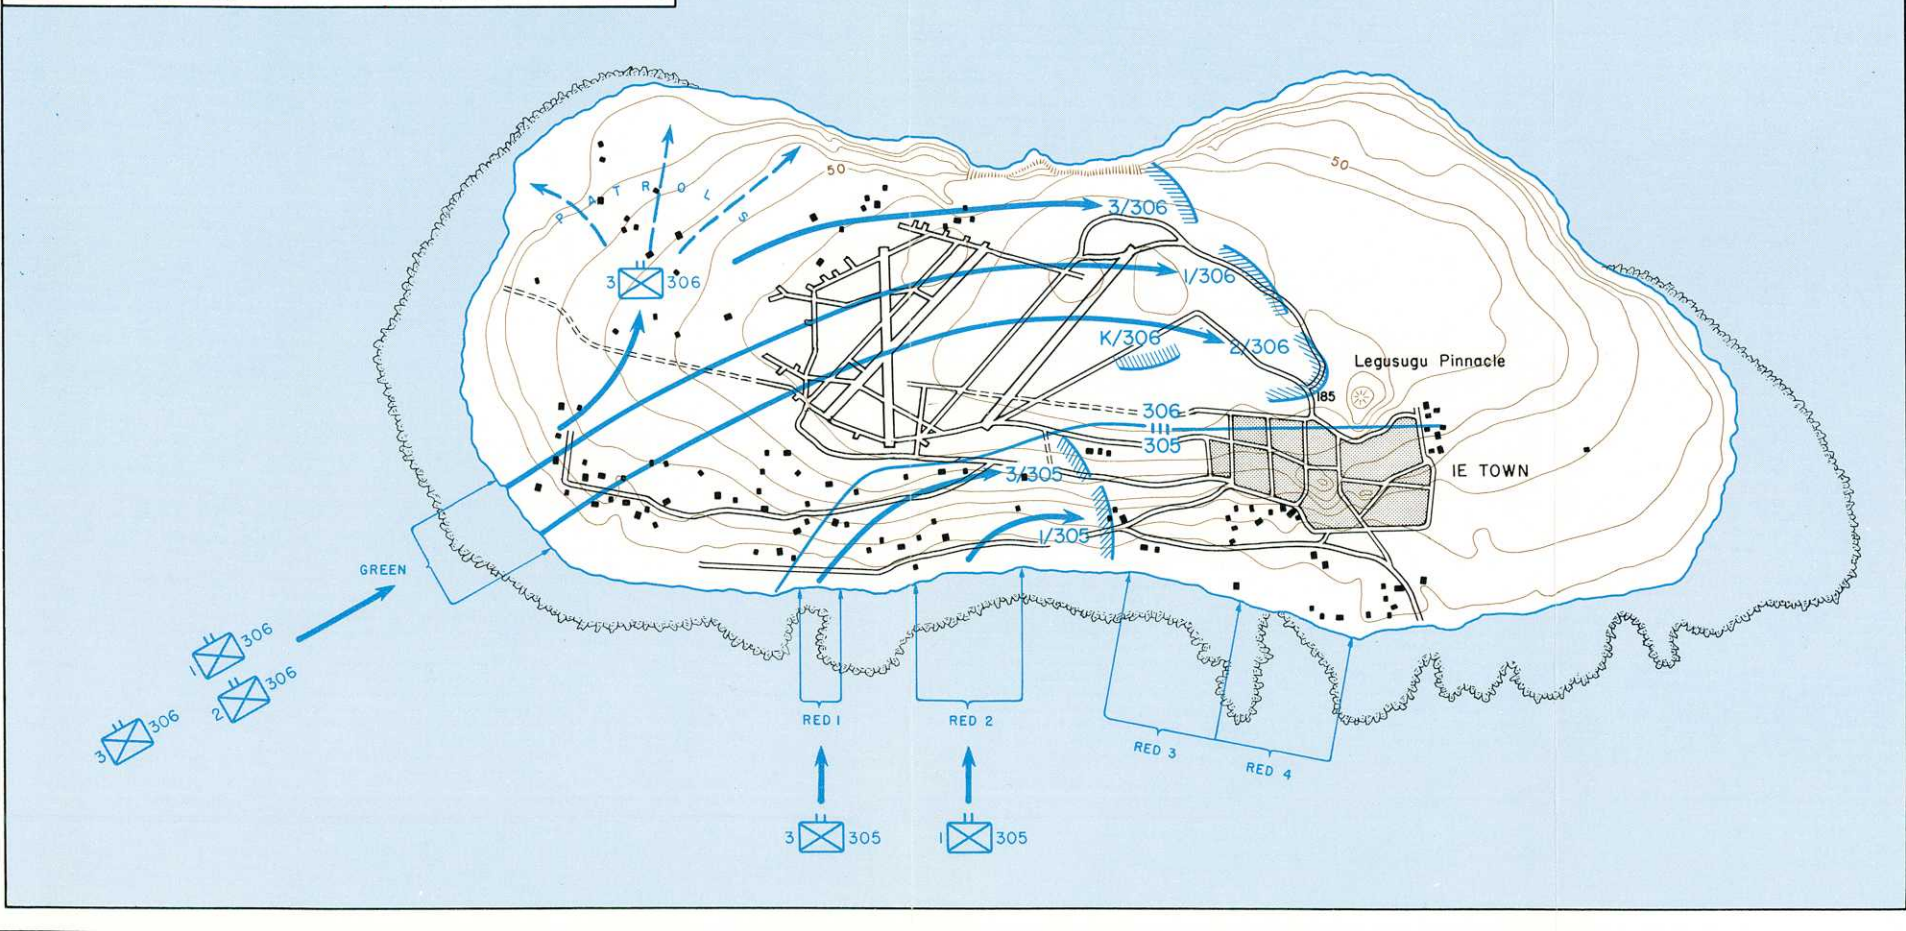 50
50
PATROLS
3/306
3 306
1/306
K/306
2/306
Legusugu Pinnacle
185
306
III
305
3/305
IE TOWN
1/305
GREEN
1 306
2 306
3 306
RED 1
RED 2
RED 3
RED 4
3 305
1 305